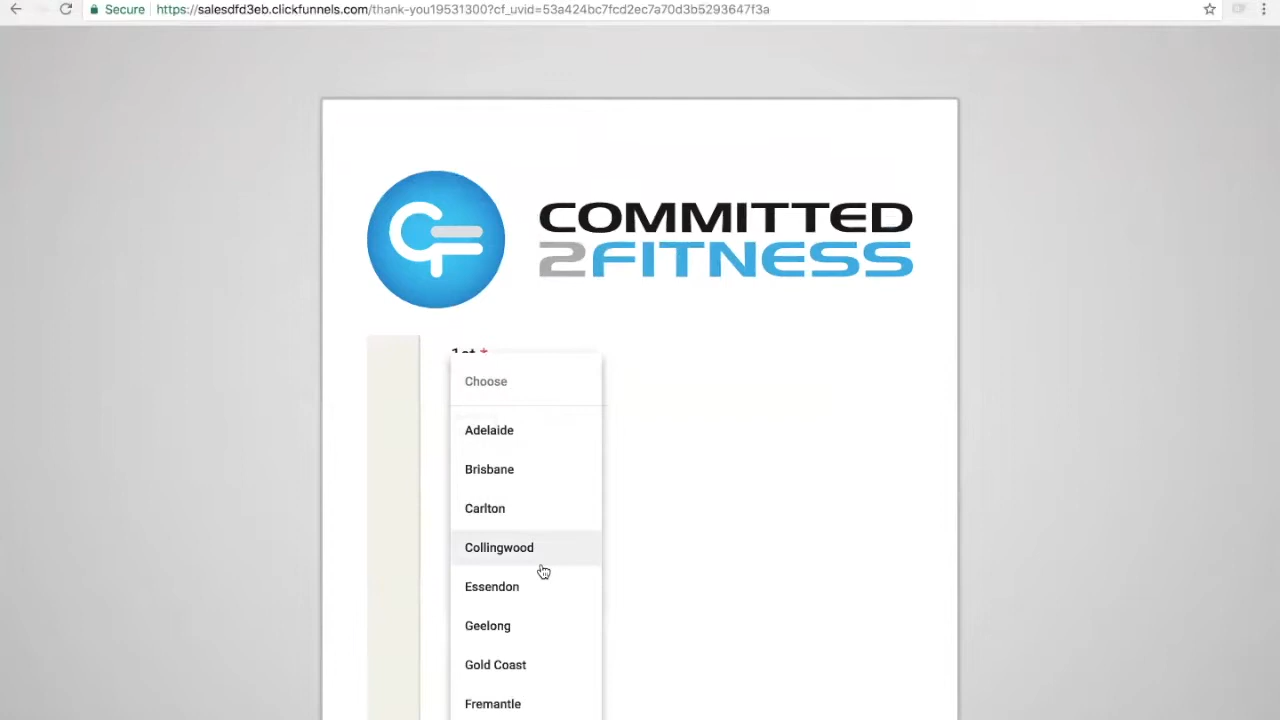 Secure https://salesdfd3eb.clickfunnels.com/thank-you19531300?cf_uvid=53a424bc7fcd2ec7a70d3b5293647f3a
COMMITTED
2FITNESS
1st *
Choose
Adelaide
Brisbane
Carlton
Collingwood
Essendon
Geelong
Gold Coast
Fremantle